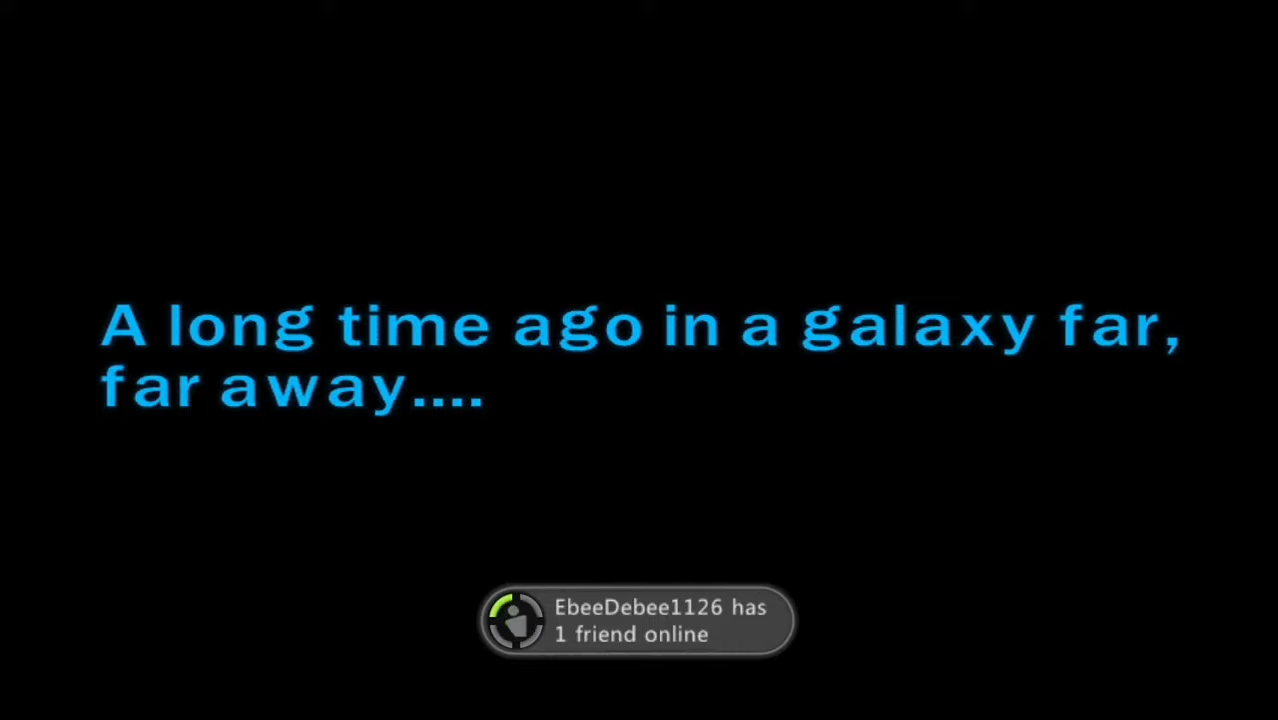 A long time ago in a galaxy far,
far away....
EbeeDebee1126 has
1 friend online